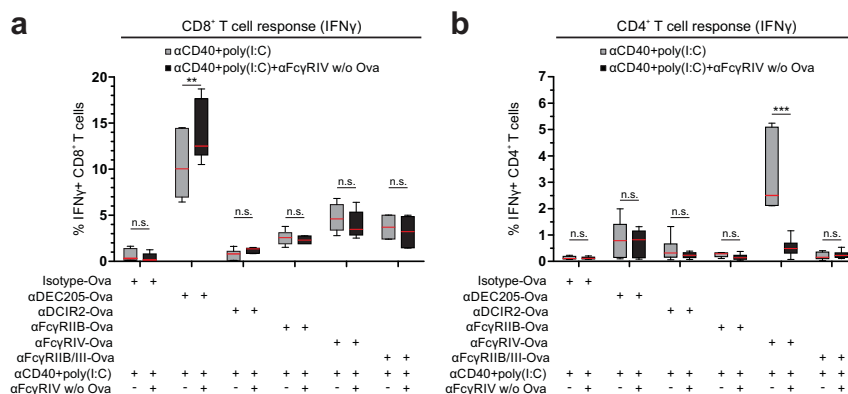 a
CD8⁺ T cell response (IFNγ)
αCD40+poly(I:C)
αCD40+poly(I:C)+αFcγRIV w/o Ova
% IFNγ+ CD8⁺ T cells
20
15
10
5
0
n.s.
**
n.s.
n.s.
n.s.
n.s.
Isotype-Ova + +
αDEC205-Ova + +
αDCIR2-Ova + +
αFcγRIIB-Ova + +
αFcγRIV-Ova + +
αFcγRIIB/III-Ova + +
αCD40+poly(I:C) + + + + + + + + + + + +
αFcγRIV w/o Ova - + - + - + - + - + - +
b
CD4⁺ T cell response (IFNγ)
αCD40+poly(I:C)
αCD40+poly(I:C)+αFcγRIV w/o Ova
% IFNγ+ CD4⁺ T cells
7
6
5
4
3
2
1
0
n.s.
n.s.
n.s.
n.s.
***
n.s.
Isotype-Ova + +
αDEC205-Ova + +
αDCIR2-Ova + +
αFcγRIIB-Ova + +
αFcγRIV-Ova + +
αFcγRIIB/III-Ova + +
αCD40+poly(I:C) + + + + + + + + + + + +
αFcγRIV w/o Ova - + - + - + - + - + - +